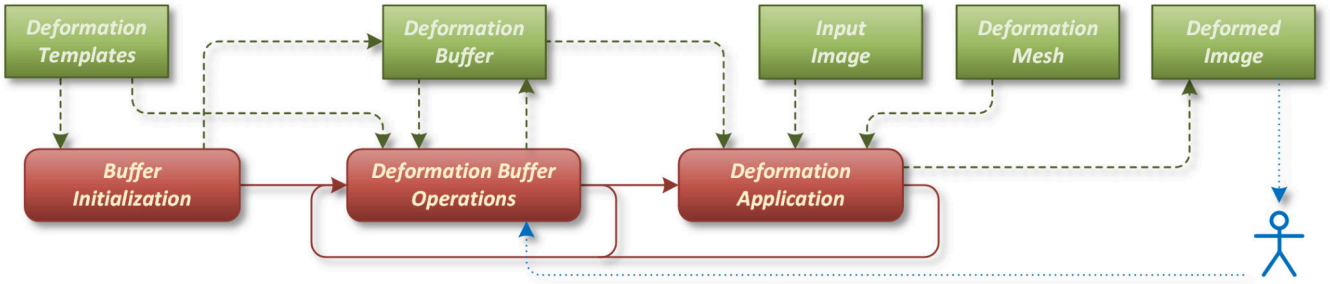 Deformation
Templates
Deformation
Buffer
Input
Image
Deformation
Mesh
Deformed
Image
Buffer
Initialization
Deformation Buffer
Operations
Deformation
Application